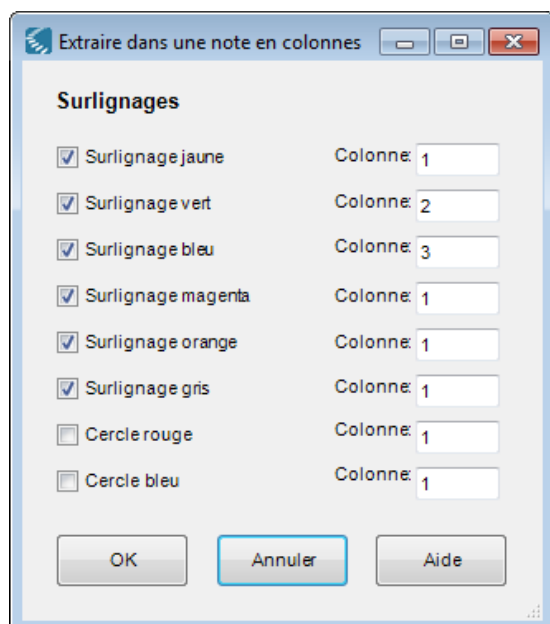 Extraire dans une note en colonnes
Surlignages
Surlignage jaune Colonne: 1
Surlignage vert Colonne: 2
Surlignage bleu Colonne: 3
Surlignage magenta Colonne: 1
Surlignage orange Colonne: 1
Surlignage gris Colonne: 1
Cercle rouge Colonne: 1
Cercle bleu Colonne: 1
OK Annuler Aide